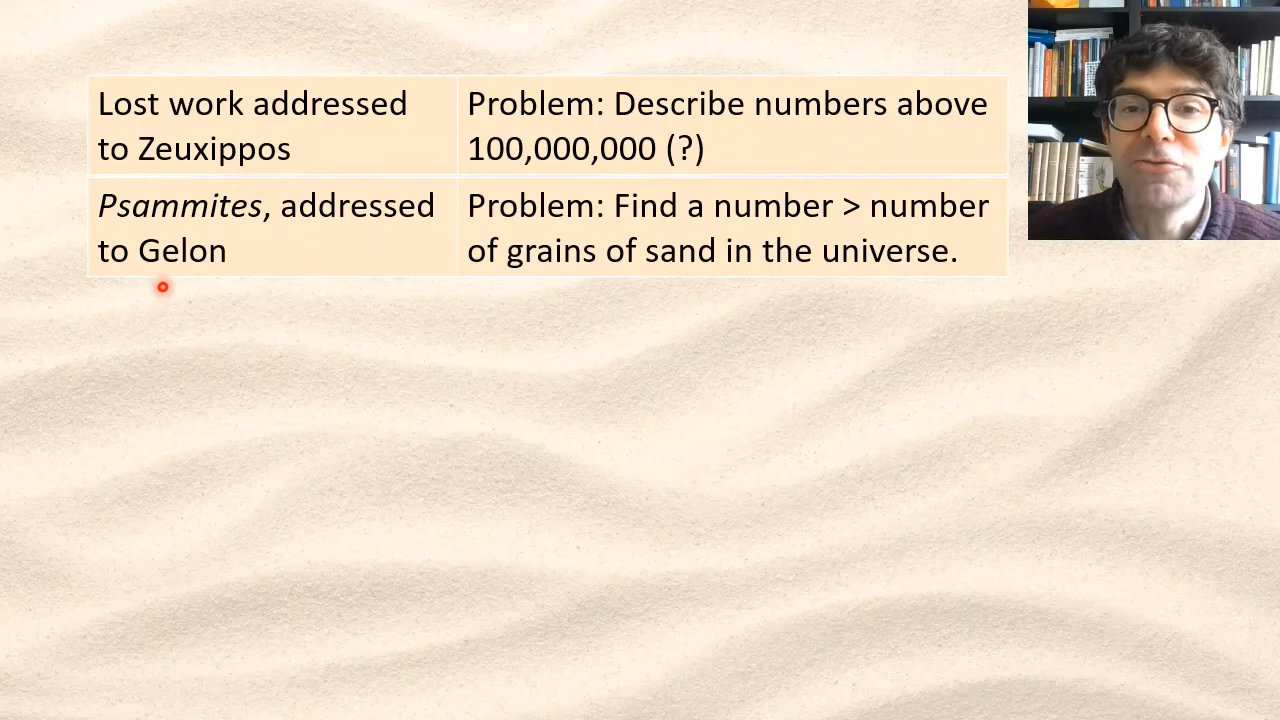 Lost work addressed
to Zeuxippos
Problem: Describe numbers above
100,000,000 (?)
Psammites, addressed
to Gelon
Problem: Find a number > number
of grains of sand in the universe.